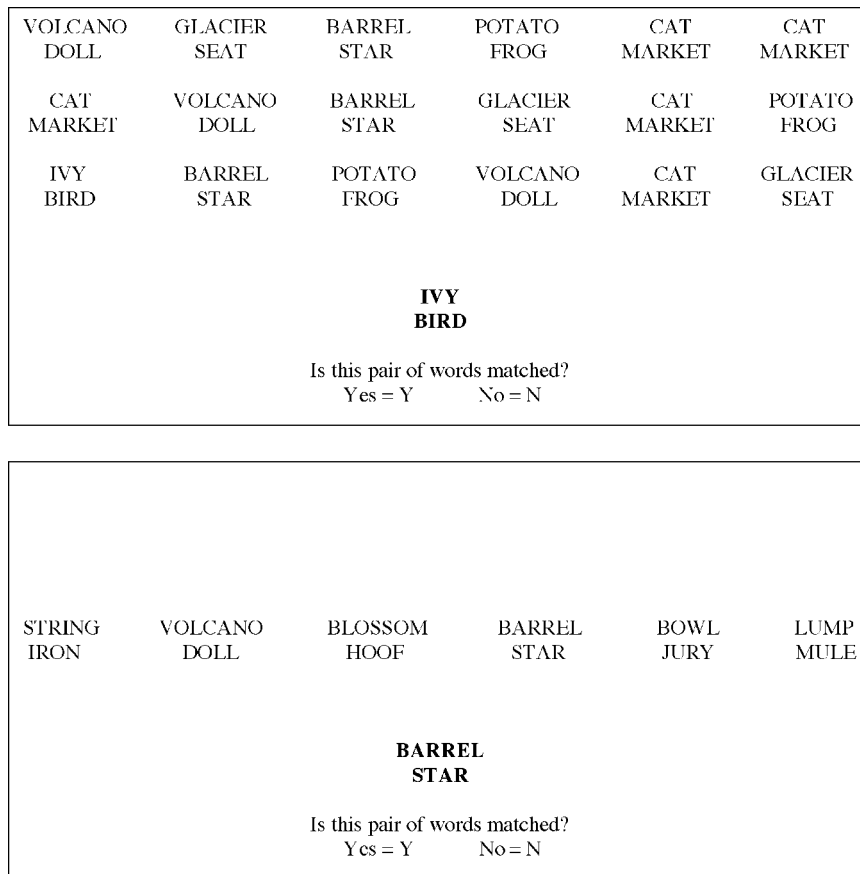 VOLCANO GLACIER BARREL POTATO CAT CAT
DOLL SEAT STAR FROG MARKET MARKET
CAT VOLCANO BARREL GLACIER CAT POTATO
MARKET DOLL STAR SEAT MARKET FROG
IVY BARREL POTATO VOLCANO CAT GLACIER
BIRD STAR FROG DOLL MARKET SEAT
IVY
BIRD
Is this pair of words matched?
Yes = Y No = N
STRING VOLCANO BLOSSOM BARREL BOWL LUMP
IRON DOLL HOOF STAR JURY MULE
BARREL
STAR
Is this pair of words matched?
Yes = Y No = N